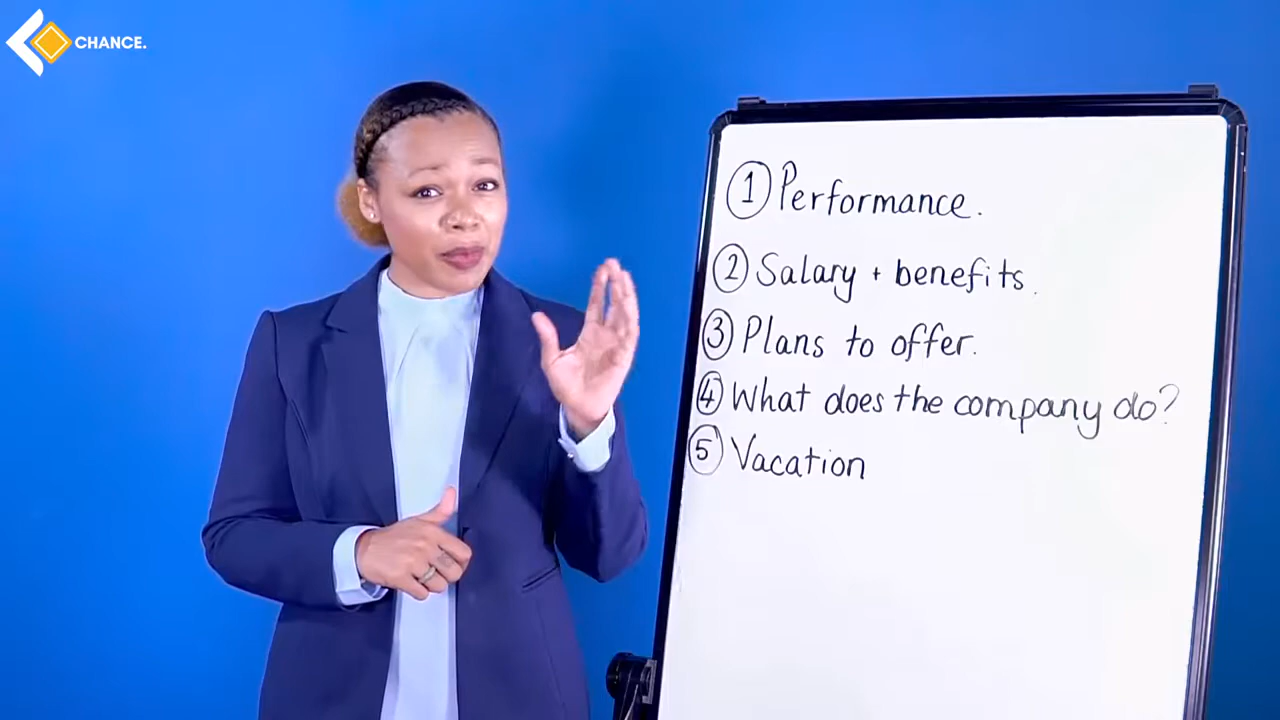 CHANCE.
1 Performance.
2 Salary + benefits.
3 Plans to offer.
4 What does the company do?
5 Vacation